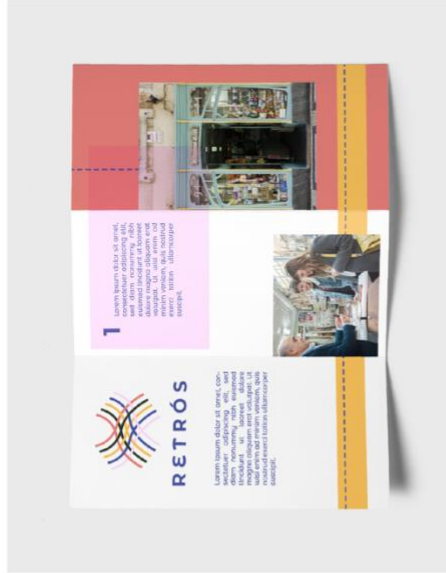 RETRÓS
Lorem ipsum dolor sit amet, con-
sectetuer adipiscing elit, sed
diam nonummy nibh euismod
tincidunt ut laoreet dolore
magna aliquam erat volutpat. Ut
wisi enim ad minim veniam, quis
nostrud exerci tation ullamcorper
suscipit.
1
Lorem ipsum dolor sit amet,
consectetuer adipiscing elit,
sed diam nonummy nibh
euismod tincidunt ut laoreet
dolore magna aliquam erat
volutpat. Ut wisi enim ad
minim veniam, quis nostrud
exerci tation ullamcorper
suscipit.